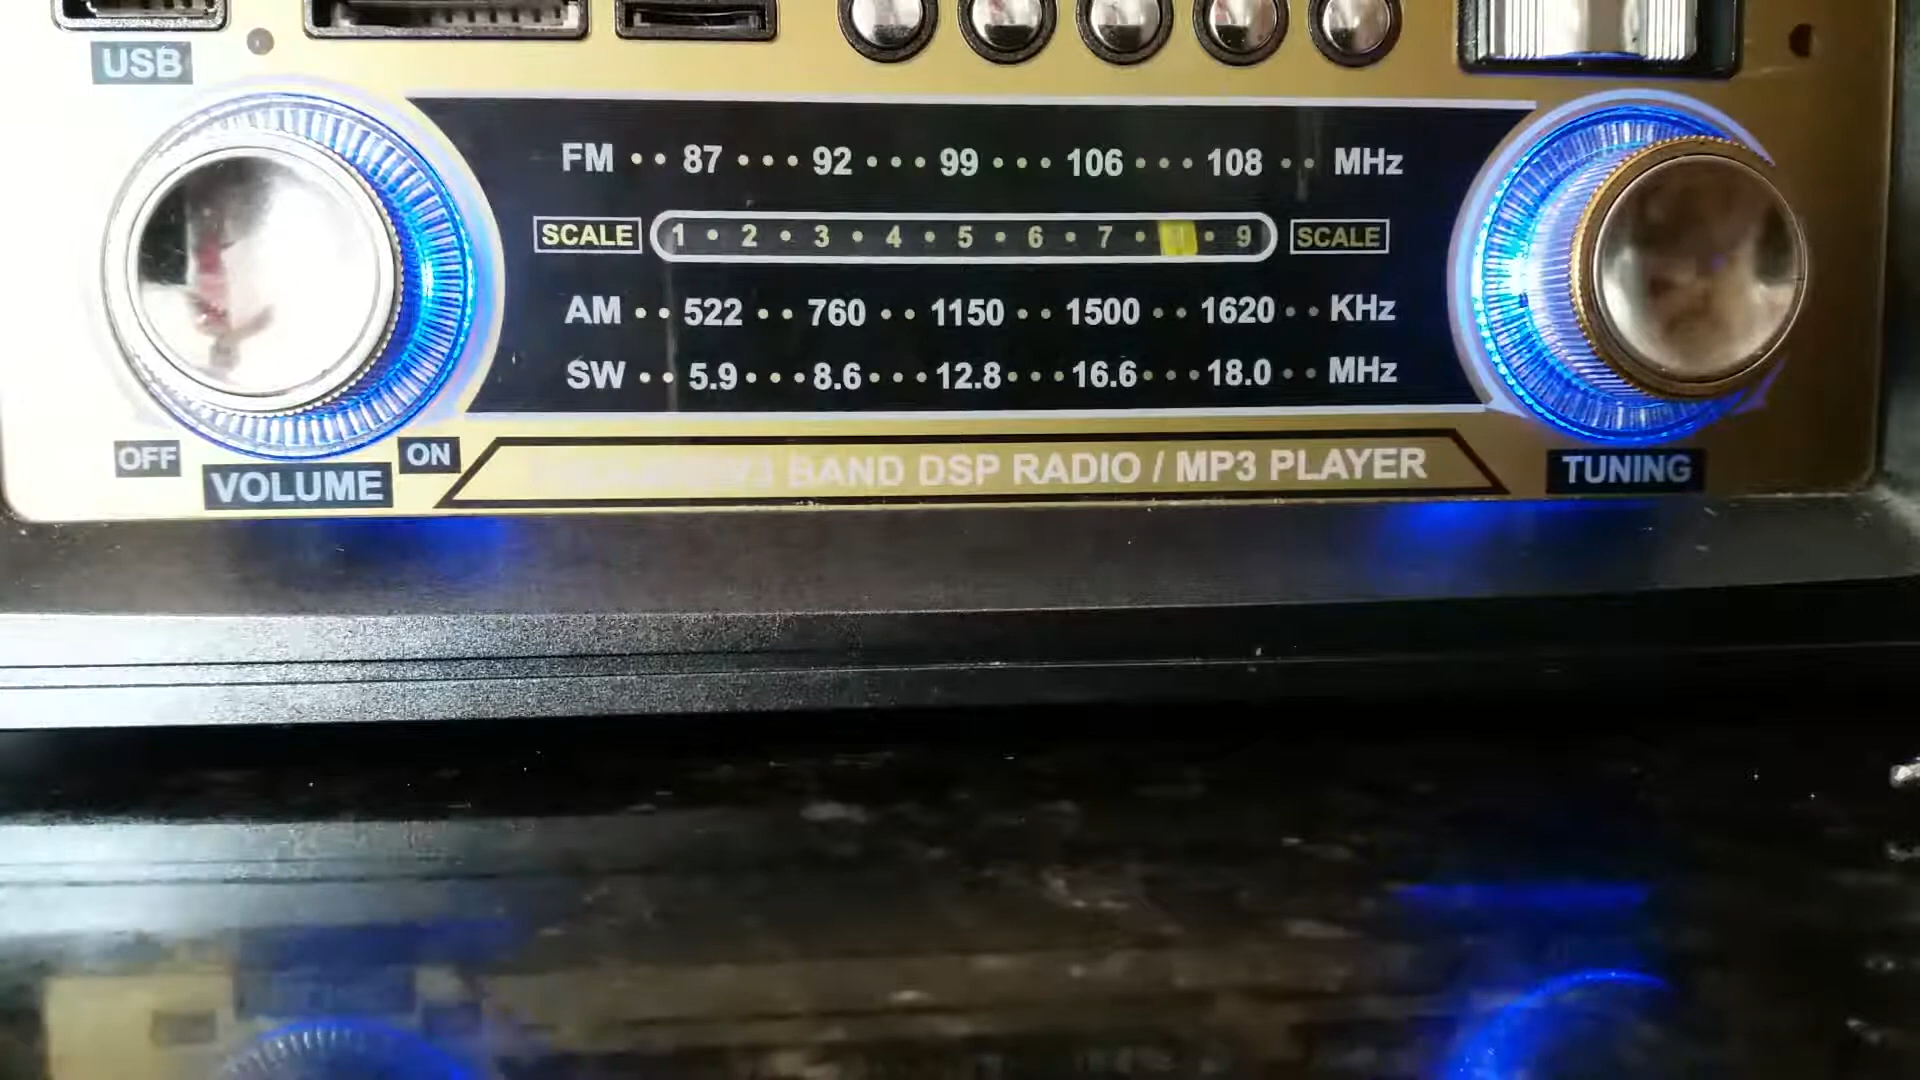 USB
FM •• 87 ••• 92 ••• 99 ••• 106 ••• 108 •• MHz
SCALE 1 • 2 • 3 • 4 • 5 • 6 • 7 • • 9 SCALE
AM •• 522 •• 760 •• 1150 •• 1500 •• 1620 •• KHz
SW •• 5.9 ••• 8.6 ••• 12.8 ••• 16.6 ••• 18.0 •• MHz
OFF VOLUME ON
BAND DSP RADIO / MP3 PLAYER
TUNING